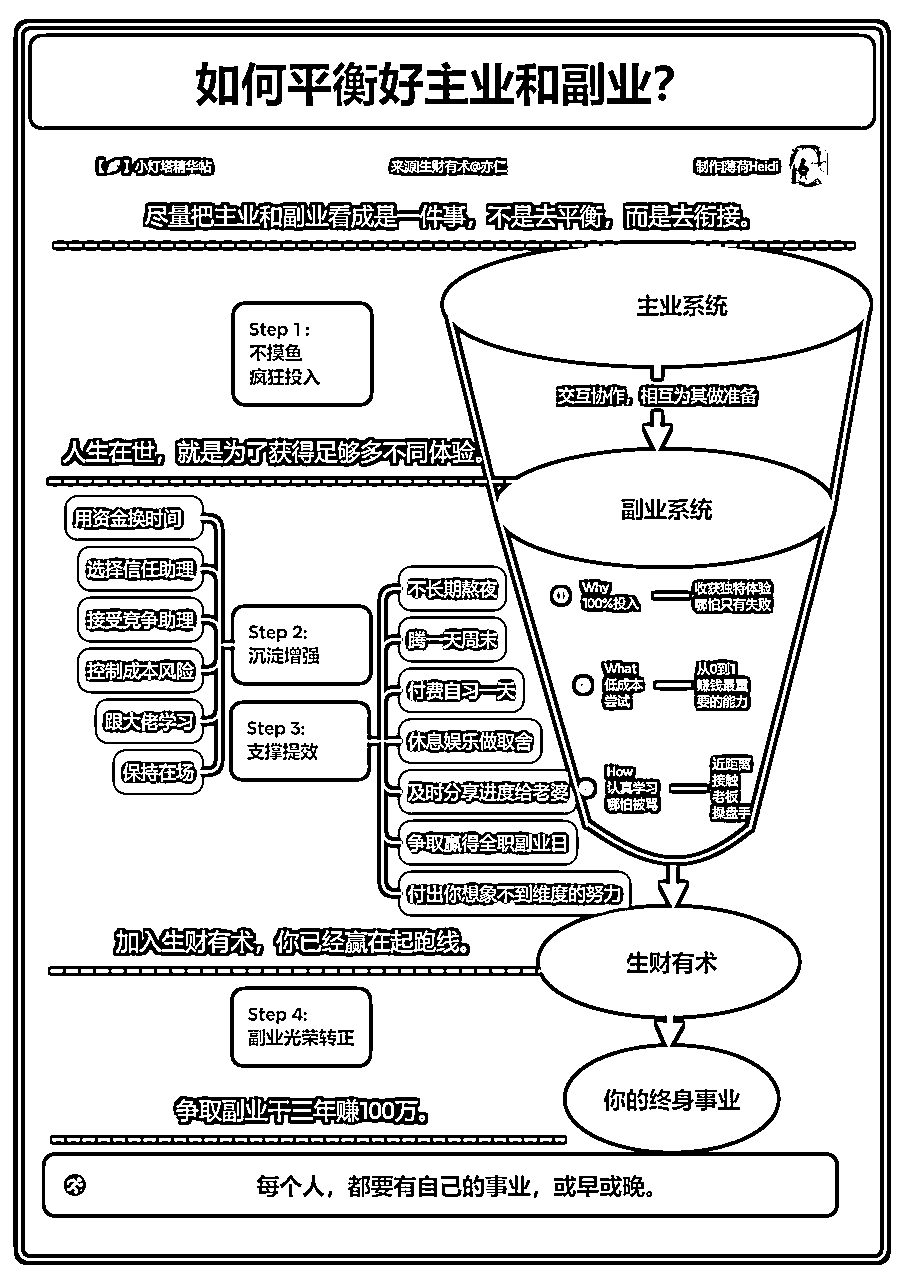 如何平衡好主业和副业？
小灯塔精华帖
来源|生财有术@亦仁
制作|薄荷Heidi
尽量把主业和副业看成是一件事，不是去平衡，而是去衔接。
主业系统
Step 1：
不摸鱼
疯狂投入
交互协作，相互为其做准备
人生在世，就是为了获得足够多不同体验。
副业系统
用资金换时间
选择信任助理
接受竞争助理
控制成本风险
跟大佬学习
保持在场
Step 2:
沉淀增强
Step 3:
支撑提效
不长期熬夜
腾一天周末
付费自习一天
休息娱乐做取舍
及时分享进度给老婆
争取赢得全职副业日
付出你想象不到维度的努力
Why
100%投入
收获独特体验
哪怕只有失败
What
低成本
尝试
从0到1
赚钱最重
要的能力
How
认真学习
哪怕被骂
近距离
接触
老板
操盘手
加入生财有术，你已经赢在起跑线。
生财有术
Step 4:
副业光荣转正
你的终身事业
争取副业干三年赚100万。
每个人，都要有自己的事业，或早或晚。